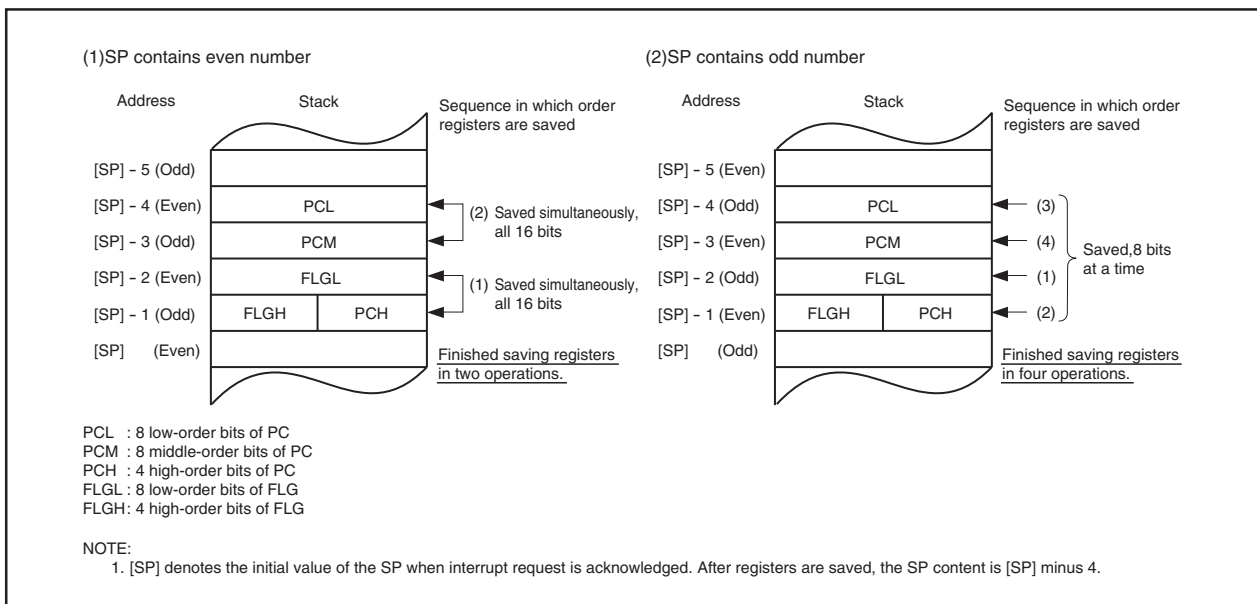 (1)SP contains even number
Address
Stack
Sequence in which order
registers are saved
[SP] – 5 (Odd)
[SP] – 4 (Even)
PCL
[SP] – 3 (Odd)
PCM
(2) Saved simultaneously,
all 16 bits
[SP] – 2 (Even)
FLGL
[SP] – 1 (Odd)
FLGH
PCH
(1) Saved simultaneously,
all 16 bits
[SP] (Even)
Finished saving registers
in two operations.
(2)SP contains odd number
Address
Stack
Sequence in which order
registers are saved
[SP] – 5 (Even)
[SP] – 4 (Odd)
PCL
(3)
[SP] – 3 (Even)
PCM
(4)
[SP] – 2 (Odd)
FLGL
(1)
[SP] – 1 (Even)
FLGH
PCH
(2)
Saved,8 bits
at a time
[SP] (Odd)
Finished saving registers
in four operations.
PCL : 8 low-order bits of PC
PCM : 8 middle-order bits of PC
PCH : 4 high-order bits of PC
FLGL : 8 low-order bits of FLG
FLGH : 4 high-order bits of FLG
NOTE:
1. [SP] denotes the initial value of the SP when interrupt request is acknowledged. After registers are saved, the SP content is [SP] minus 4.